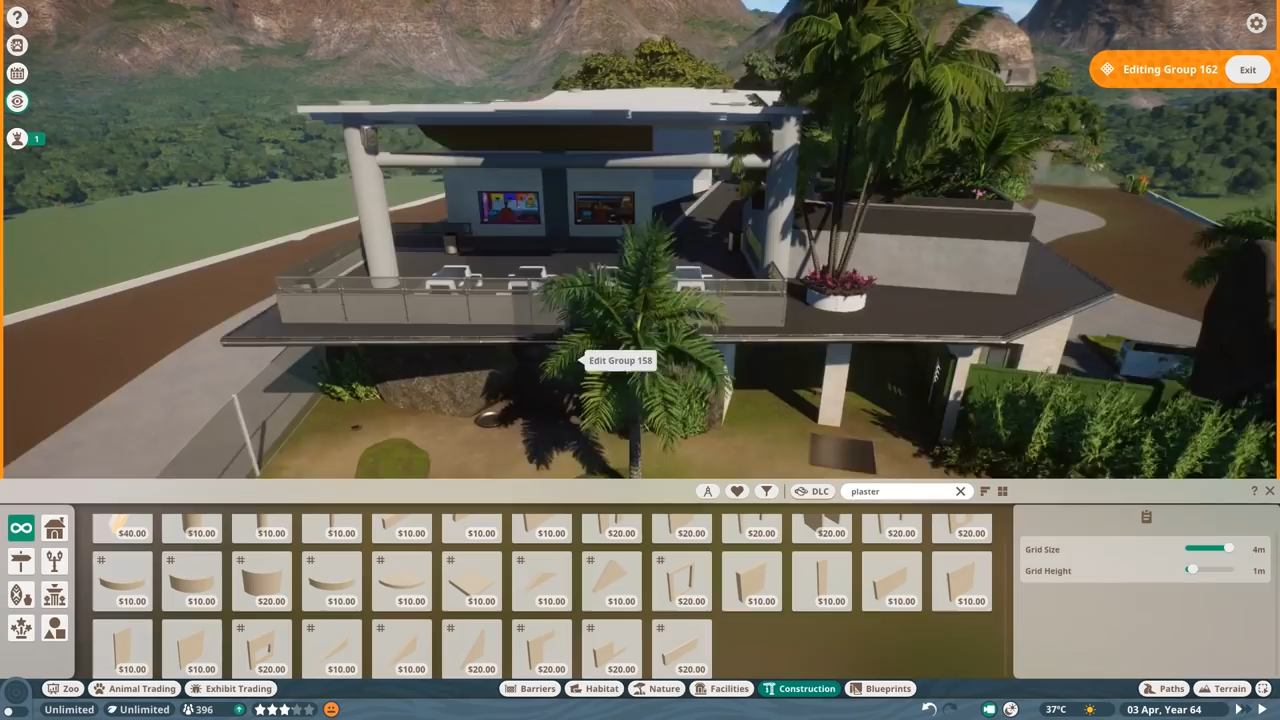 ?
Editing Group 162 Exit
1
Edit Group 158
DLC plaster
?
$40.00 $10.00 $10.00 $10.00 $10.00 $10.00 $10.00 $20.00 $20.00 $20.00 $20.00 $20.00 $20.00
Grid Size 4m
Grid Height 1m
$10.00 $10.00 $20.00 $10.00 $10.00 $10.00 $10.00 $10.00 $20.00 $10.00 $10.00 $10.00 $10.00
$10.00 $10.00 $20.00 $10.00 $10.00 $20.00 $20.00 $20.00 $20.00
Zoo Animal Trading Exhibit Trading Barriers Habitat Nature Facilities Construction Blueprints Paths Terrain
Unlimited Unlimited 396 37°C 03 Apr, Year 64